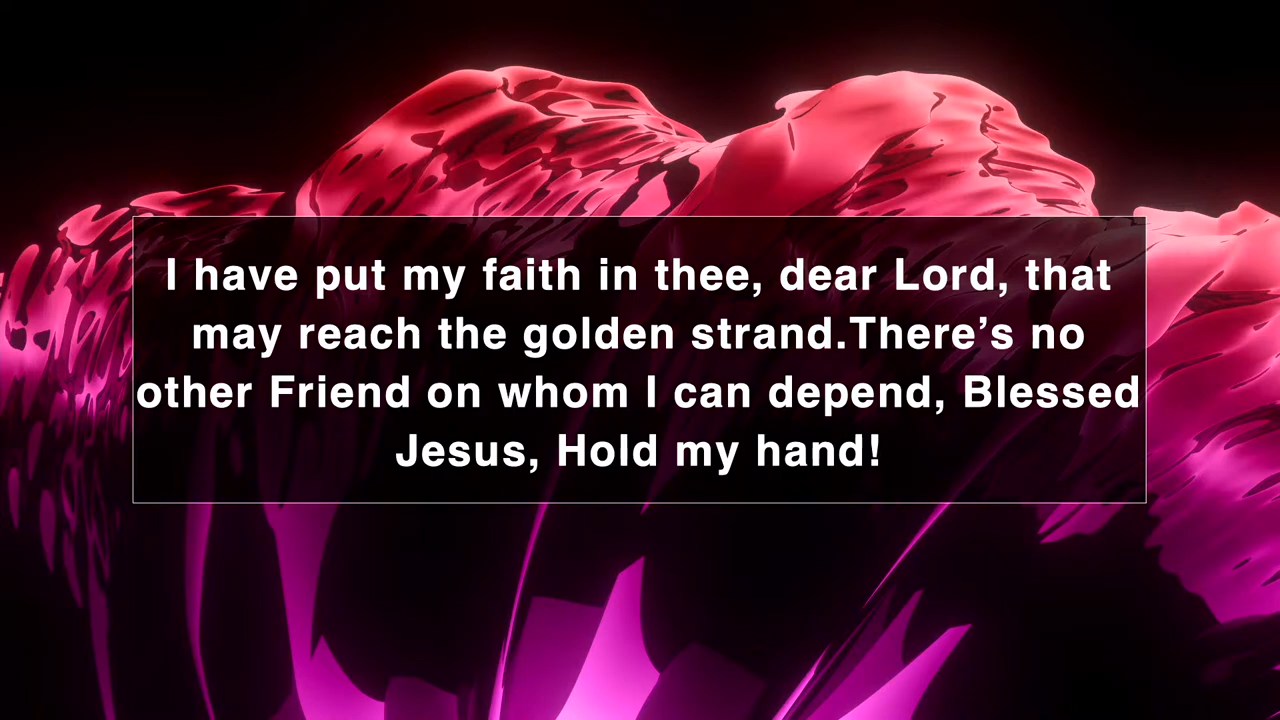 I have put my faith in thee, dear Lord, that
may reach the golden strand.There’s no
other Friend on whom I can depend, Blessed
Jesus, Hold my hand!